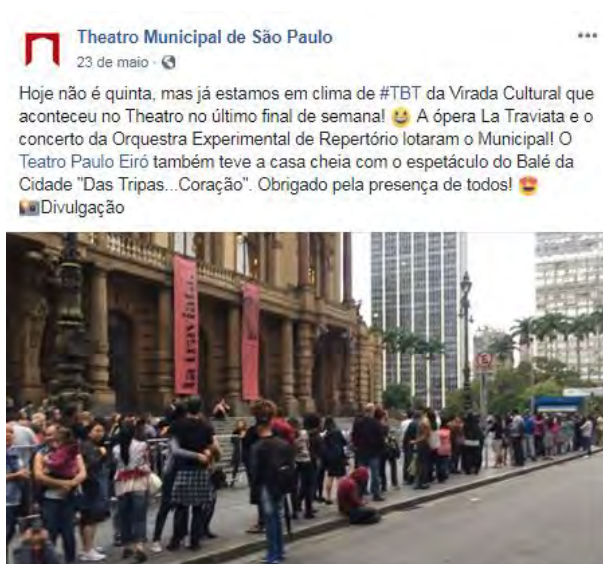 Theatro Municipal de São Paulo
23 de maio ·
Hoje não é quinta, mas já estamos em clima de #TBT da Virada Cultural que
aconteceu no Theatro no último final de semana! 😆 A ópera La Traviata e o
concerto da Orquestra Experimental de Repertório lotaram o Municipal! O
Teatro Paulo Eiró também teve a casa cheia com o espetáculo do Balé da
Cidade "Das Tripas...Coração". Obrigado pela presença de todos! 😍
📷Divulgação
la traviata